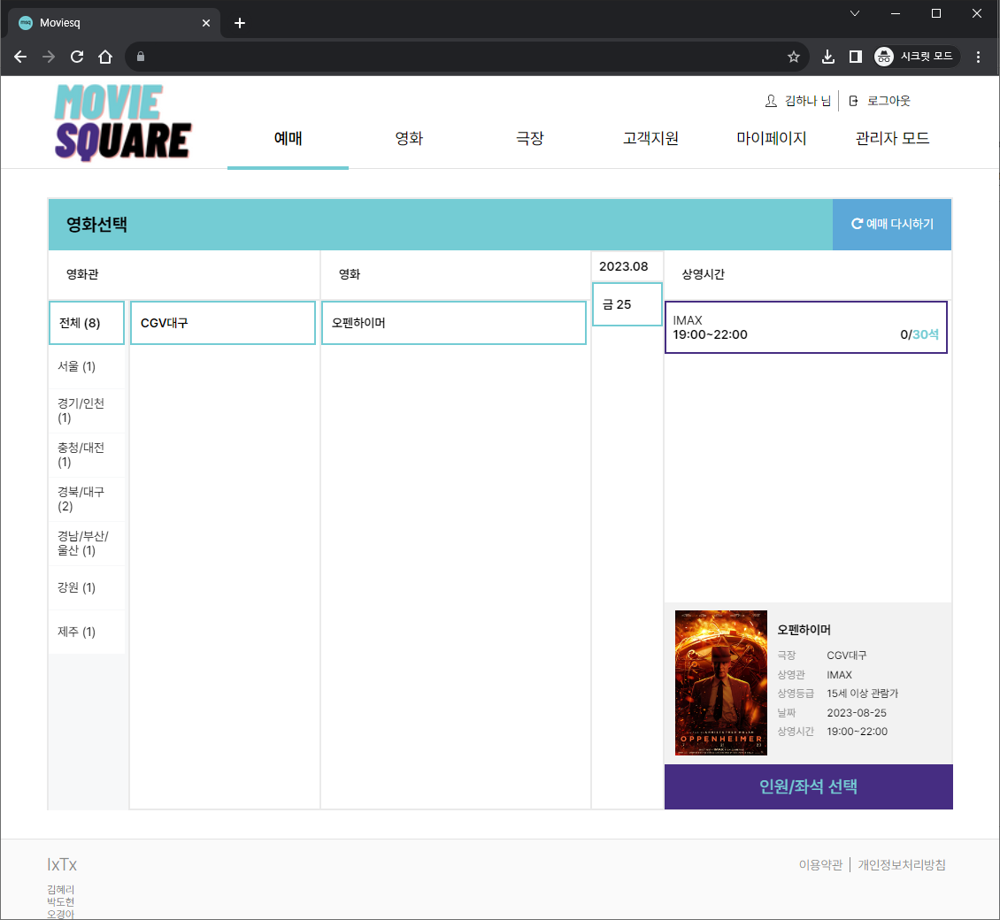 Moviesq
시크릿 모드
MOVIE
SQUARE
김하나 님
로그아웃
예매
영화
극장
고객지원
마이페이지
관리자 모드
영화선택
예매 다시하기
영화관
영화
2023.08
상영시간
전체 (8)
CGV대구
오펜하이머
금 25
IMAX
19:00~22:00
0/30석
서울 (1)
경기/인천
(1)
충청/대전
(1)
경북/대구
(2)
경남/부산/
울산 (1)
강원 (1)
제주 (1)
OPPENHEIMER
오펜하이머
극장 CGV대구
상영관 IMAX
상영등급 15세 이상 관람가
날짜 2023-08-25
상영시간 19:00~22:00
인원/좌석 선택
IxTx
이용약관
개인정보처리방침
김혜리
박도현
오경아